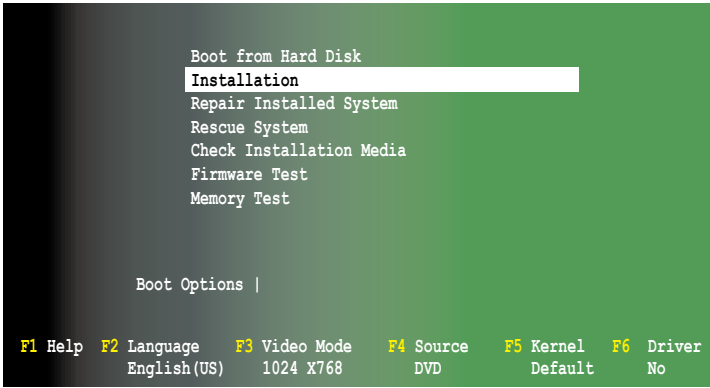 Boot from Hard Disk
Installation
Repair Installed System
Rescue System
Check Installation Media
Firmware Test
Memory Test
Boot Options |
F1 Help F2 Language F3 Video Mode F4 Source F5 Kernel F6 Driver
English(US) 1024 X768 DVD Default No